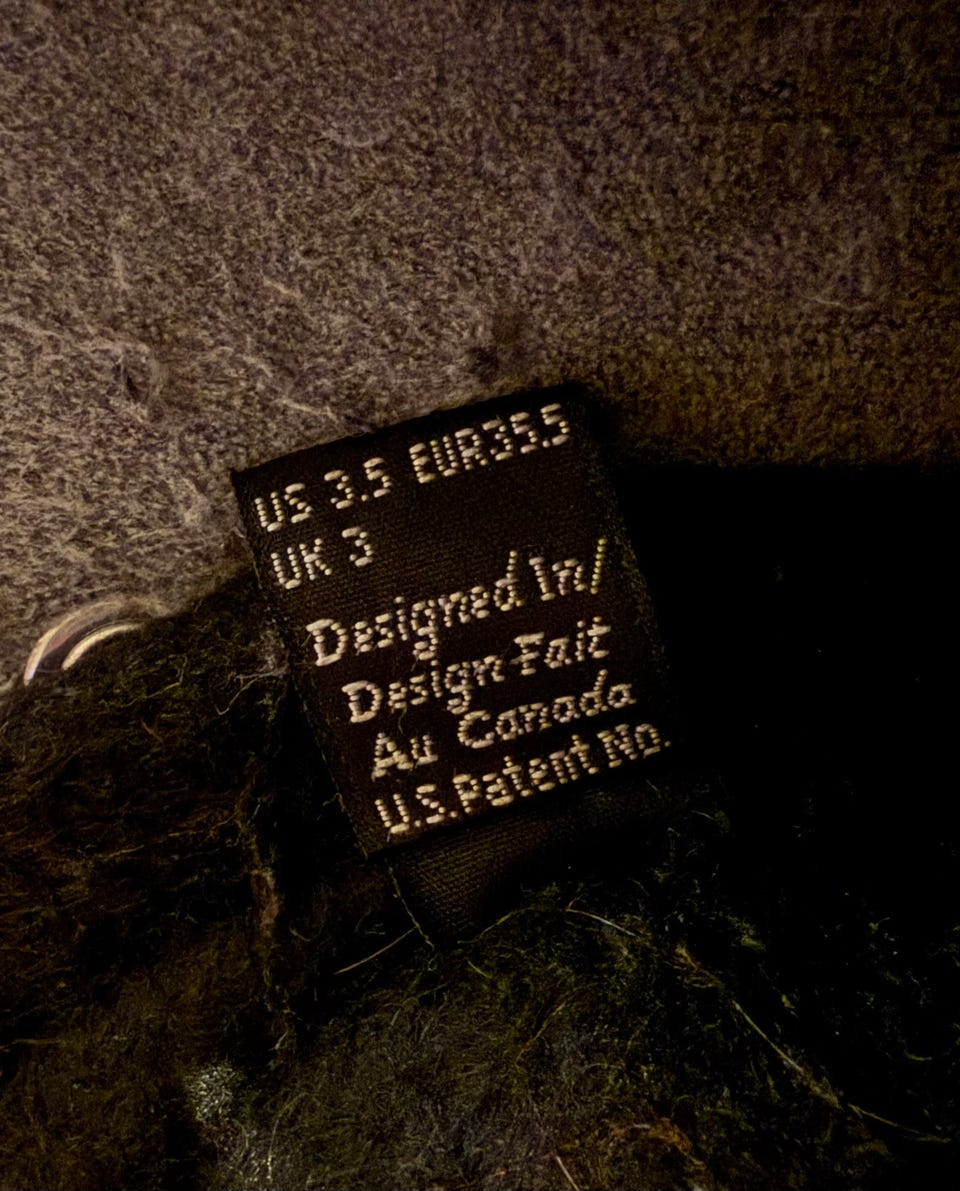 US 3.5 EUR35.5
UK 3
Designed In/
Design Fait
Au Canada
U.S.Patent No.